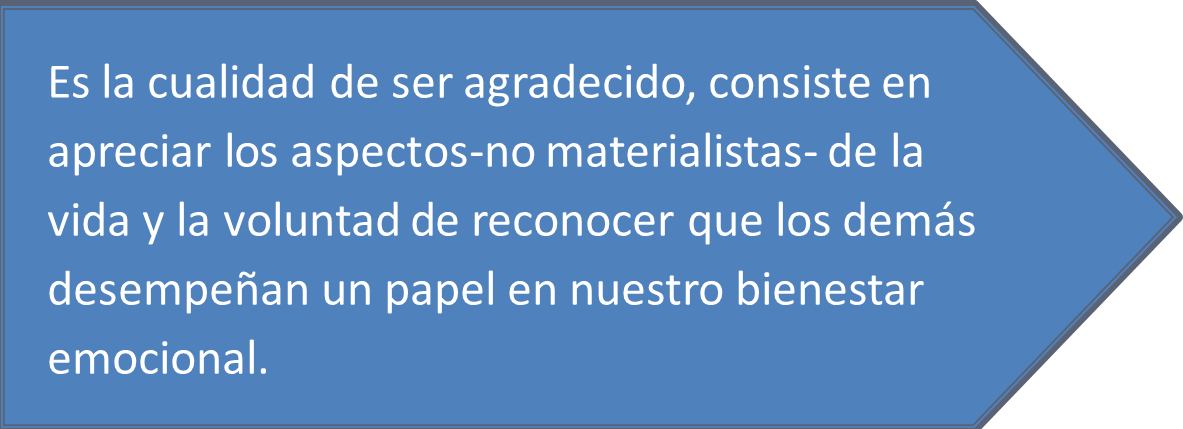 Es la cualidad de ser agradecido, consiste en
apreciar los aspectos-no materialistas- de la
vida y la voluntad de reconocer que los demás
desempeñan un papel en nuestro bienestar
emocional.